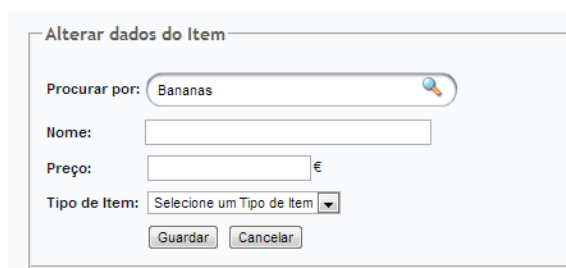 Alterar dados do Item
Procurar por: Bananas
Nome:
Preço: €
Tipo de Item: Selecione um Tipo de Item
Guardar Cancelar